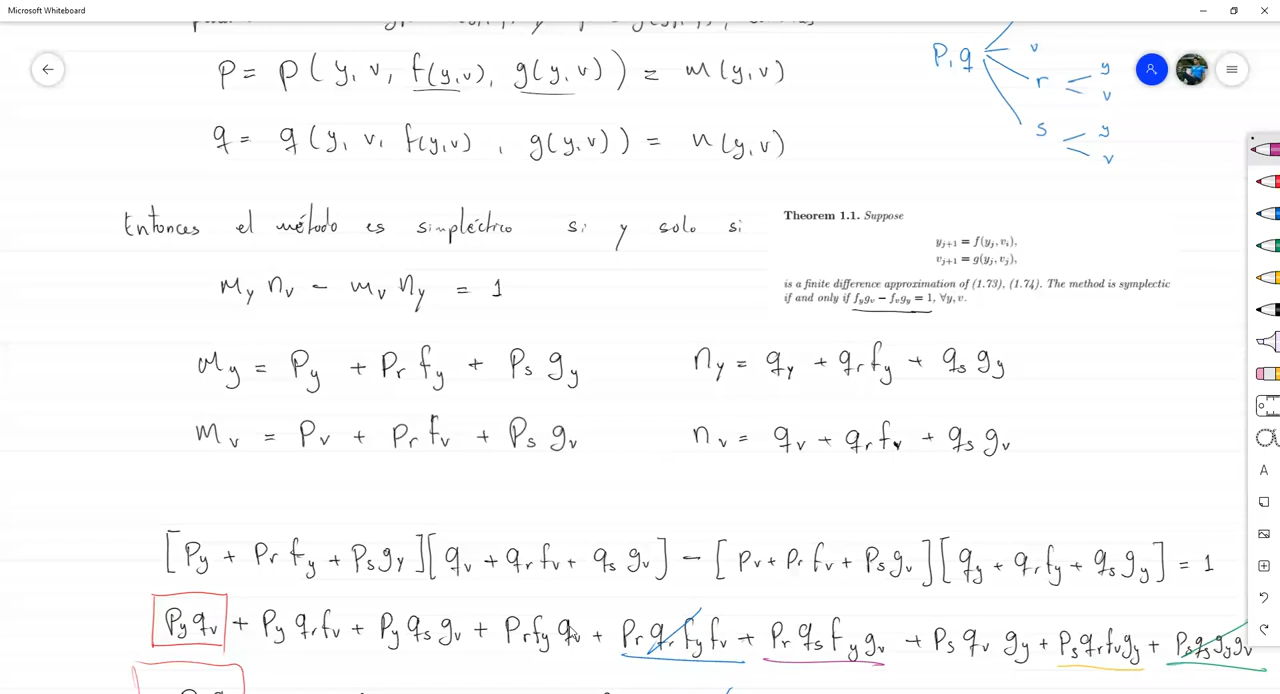 Microsoft Whiteboard
p = p(y, v, f(y,v), g(y,v)) = m(y,v)
q = q(y, v, f(y,v), g(y,v)) = n(y,v)
p, q
v
r
y
v
s
y
v
Entonces el método es simpléctico si y solo si
m_y n_v - m_v n_y = 1
Theorem 1.1. Suppose
y_{j+1} = f(y_j, v_i),
v_{j+1} = g(y_j, v_j),
is a finite difference approximation of (1.73), (1.74). The method is symplectic
if and only if f_y g_v − f_v g_y = 1, ∀y, v.
m_y = p_y + p_r f_y + p_s g_y
n_y = q_y + q_r f_y + q_s g_y
m_v = p_v + p_r f_v + p_s g_v
n_v = q_v + q_r f_v + q_s g_v
[p_y + p_r f_y + p_s g_y][q_v + q_r f_v + q_s g_v] - [p_v + p_r f_v + p_s g_v][q_y + q_r f_y + q_s g_y] = 1
p_y q_v + p_y q_r f_v + p_y q_s g_v + p_r f_y q_v + p_r q_r f_y f_v + p_r q_s f_y g_v + p_s q_v g_y + p_s q_r f_v g_y + p_s q_s g_y g_v
A